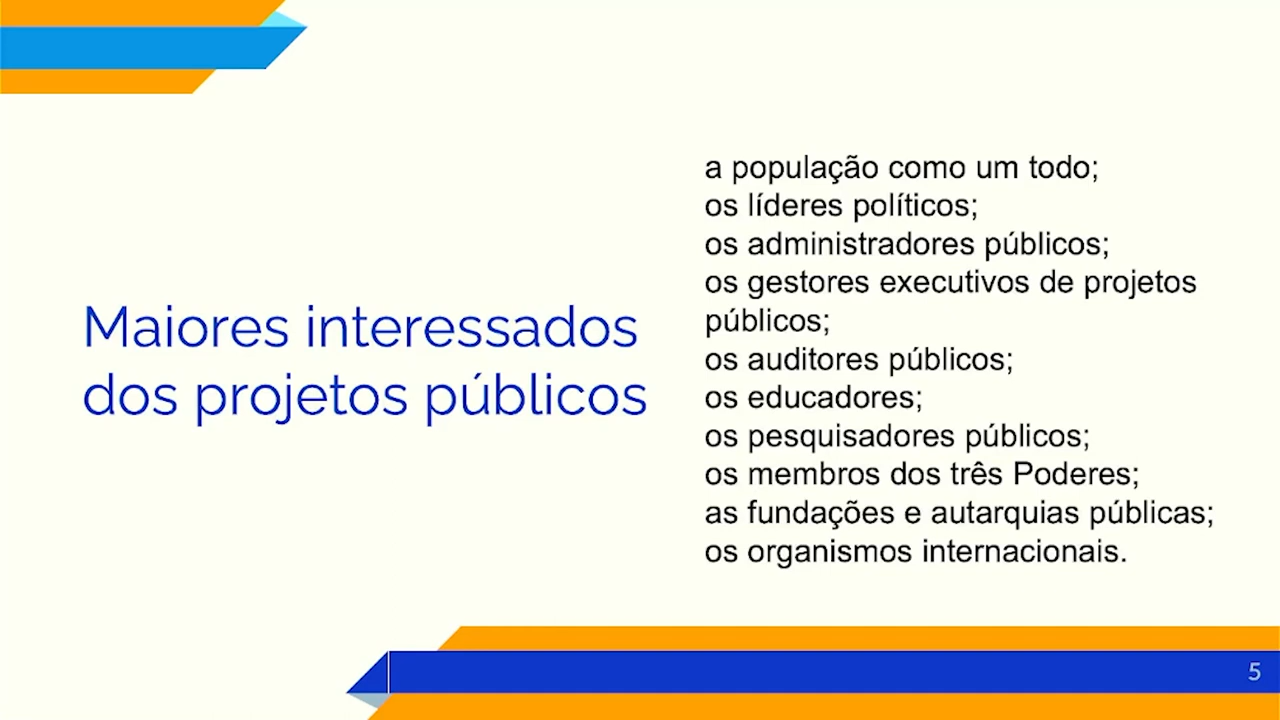 Maiores interessados
dos projetos públicos
a população como um todo;
os líderes políticos;
os administradores públicos;
os gestores executivos de projetos
públicos;
os auditores públicos;
os educadores;
os pesquisadores públicos;
os membros dos três Poderes;
as fundações e autarquias públicas;
os organismos internacionais.
5